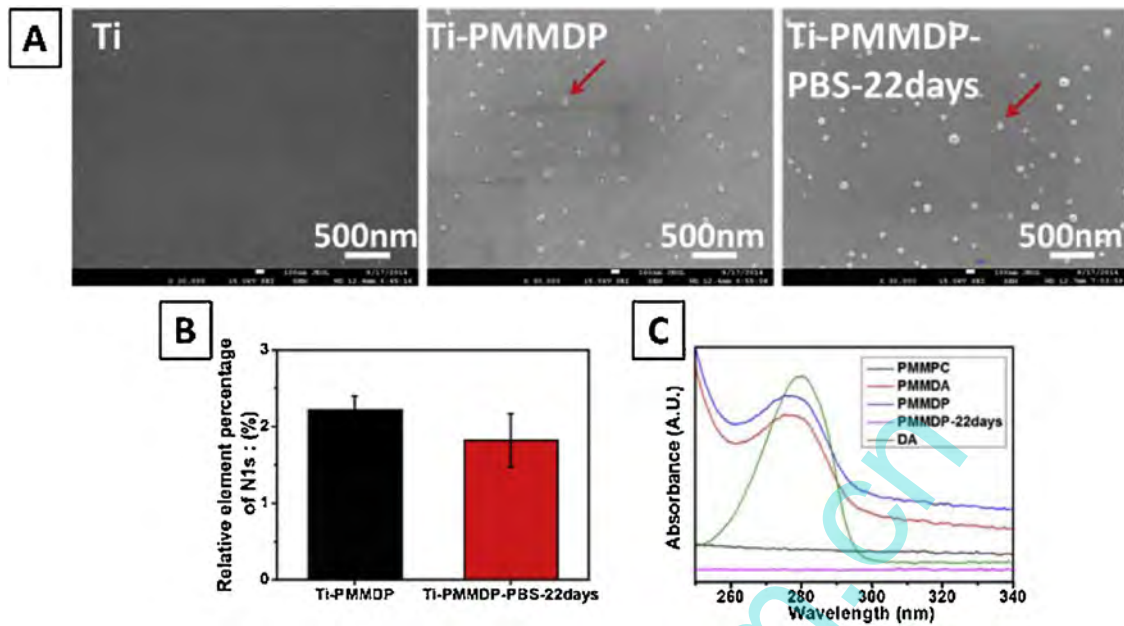 A
Ti
Ti-PMMDP
Ti-PMMDP-
PBS-22days
500nm
500nm
500nm
B
Relative element percentage
of N1s : (%)
3
2
1
0
Ti-PMMDP
Ti-PMMDP-PBS-22days
C
Absorbance (A.U.)
PMMPC
PMMDA
PMMDP
PMMDP-22days
DA
260
280
300
320
340
Wavelength (nm)